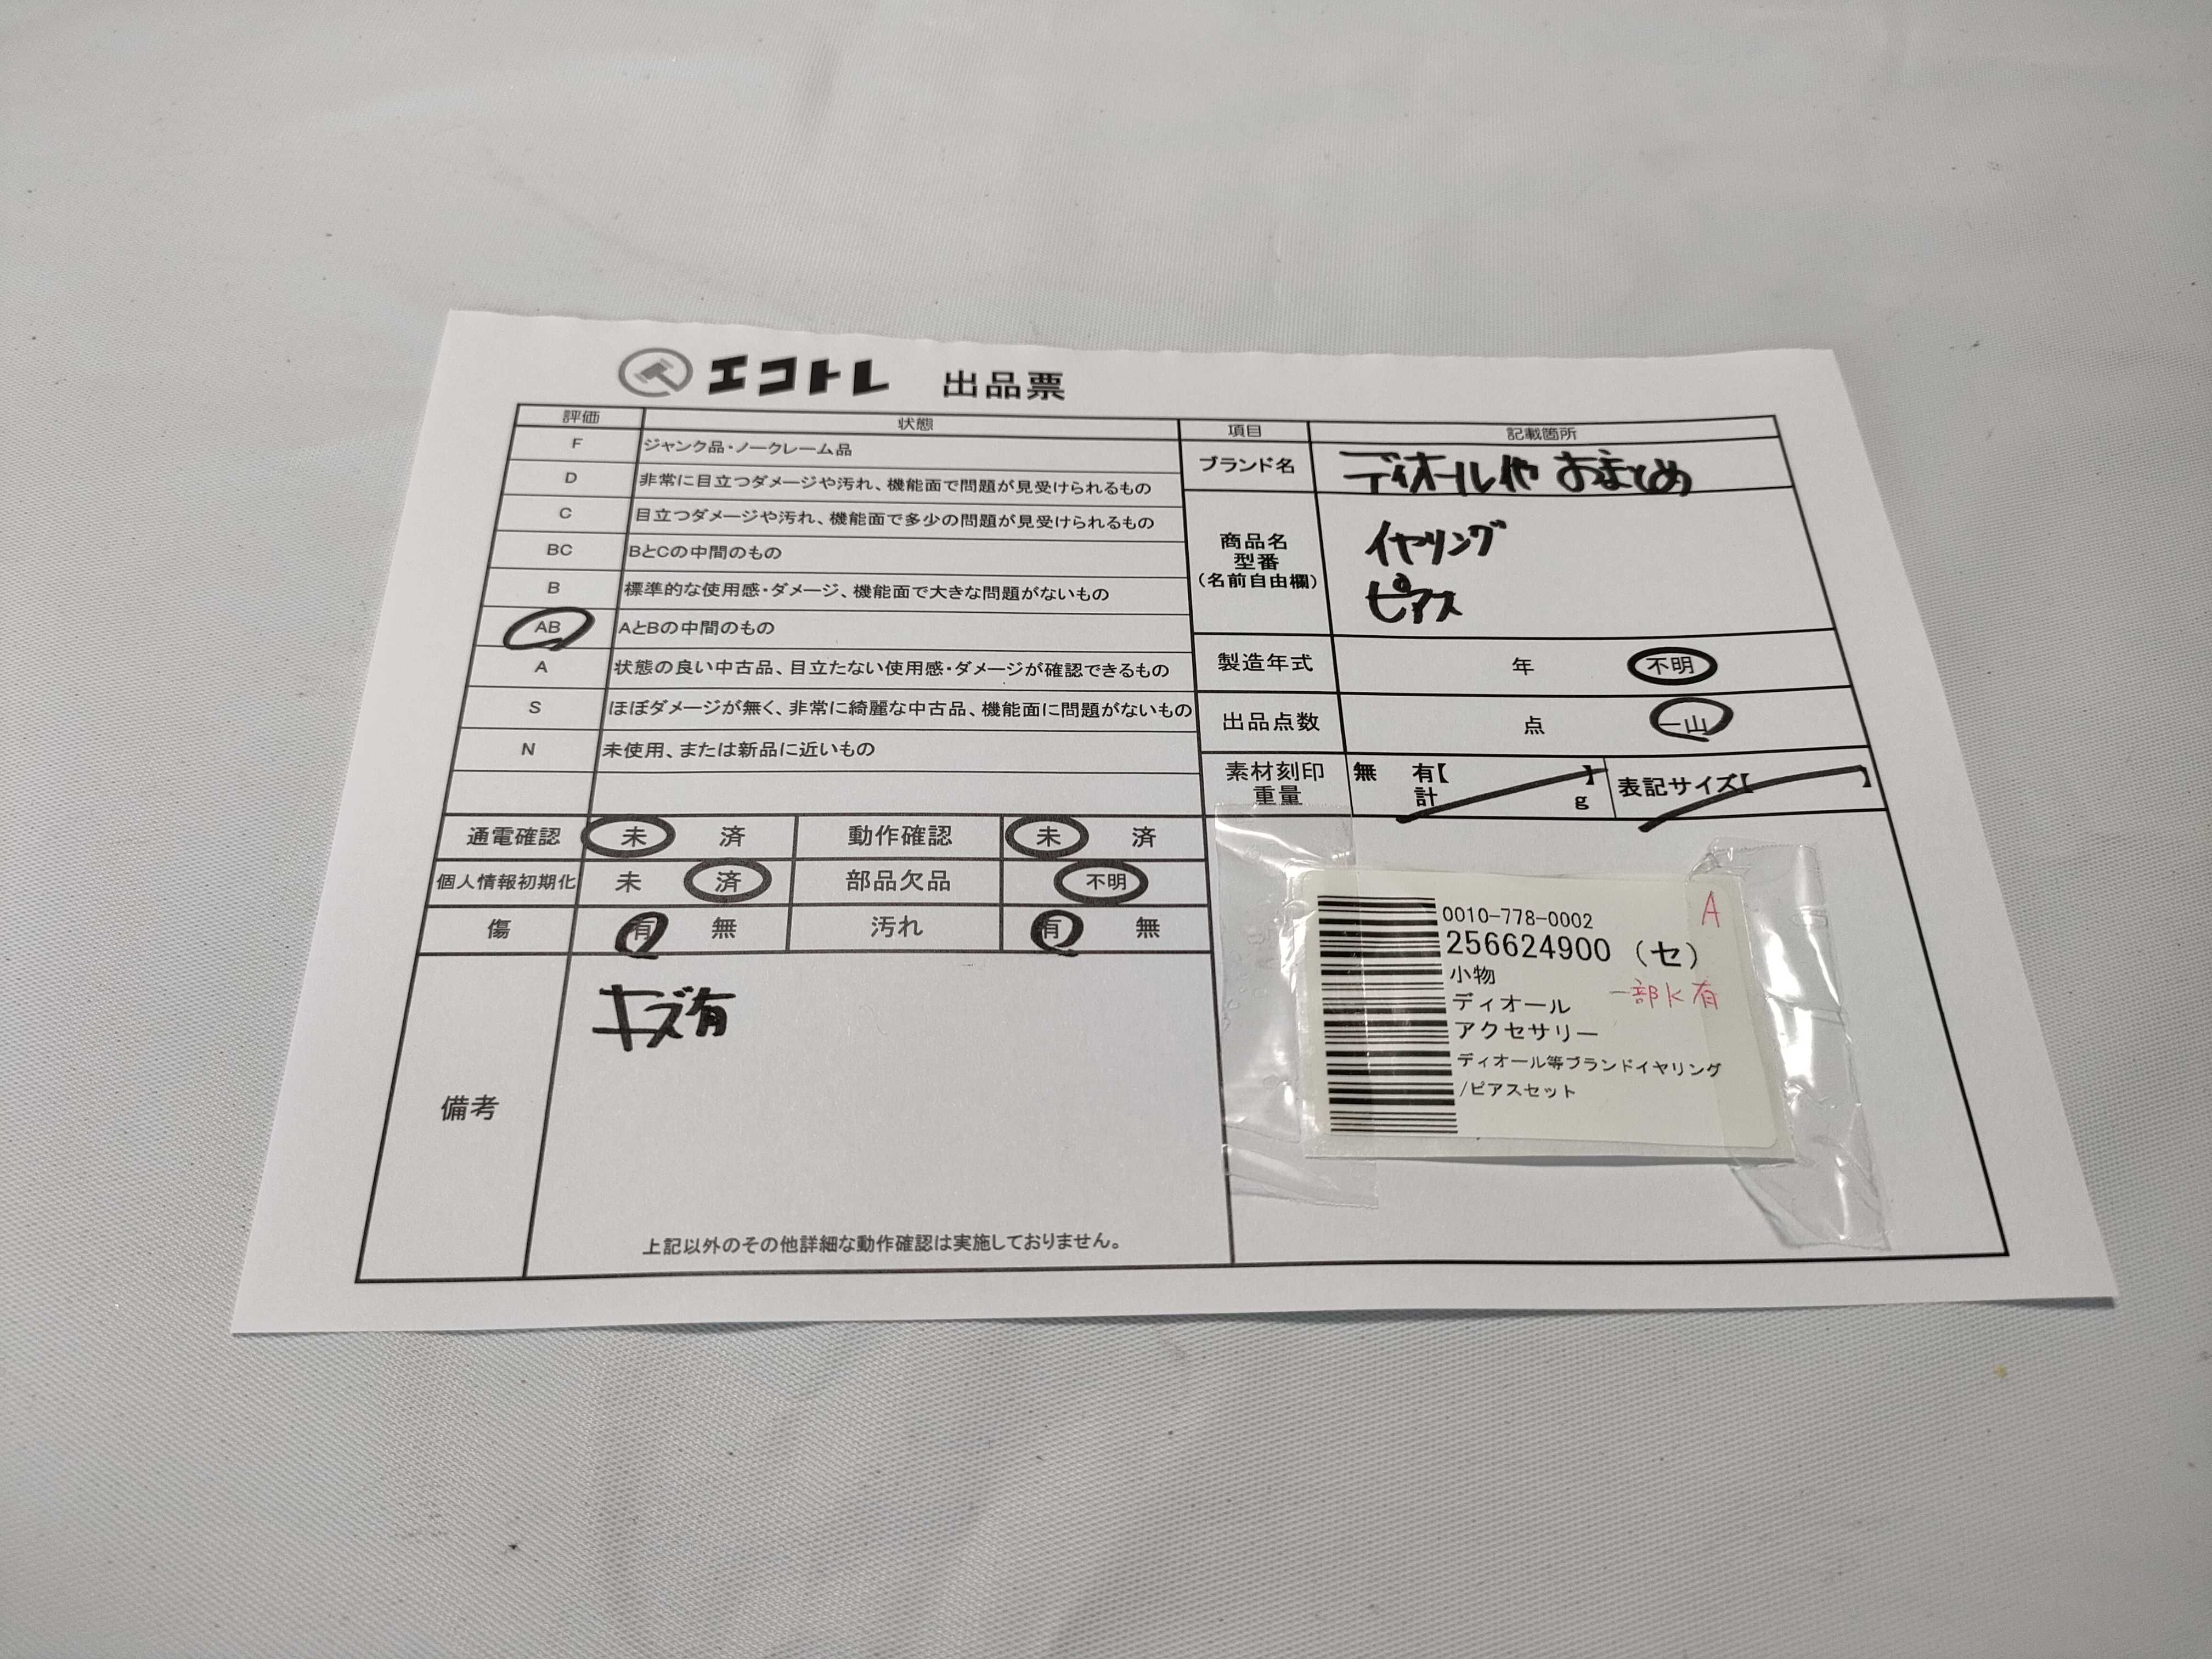 エコトレ 出品票
評価 状態
F ジャンク品・ノークレーム品
D 非常に目立つダメージや汚れ、機能面で問題が見受けられるもの
C 目立つダメージや汚れ、機能面で多少の問題が見受けられるもの
BC BとCの中間のもの
B 標準的な使用感・ダメージ、機能面で大きな問題がないもの
AB AとBの中間のもの
A 状態の良い中古品、目立たない使用感・ダメージが確認できるもの
S ほぼダメージが無く、非常に綺麗な中古品、機能面に問題がないもの
N 未使用、または新品に近いもの
通電確認 未 済 動作確認 未 済
個人情報初期化 未 済 部品欠品 不明
傷 有 無 汚れ 有 無
備考
キズ有
上記以外のその他詳細な動作確認は実施しておりません。
項目 記載箇所
ブランド名 ディオール他 おまとめ
商品名
型番
(名前自由欄)
イヤリング
ピアス
製造年式 年 不明
出品点数 点 一山
素材刻印 無 有【 】 表記サイズ【 】
重量 計 g
0010-778-0002 A
256624900 (セ)
小物
ディオール 一部K有
アクセサリー
ディオール等ブランドイヤリング
/ピアスセット